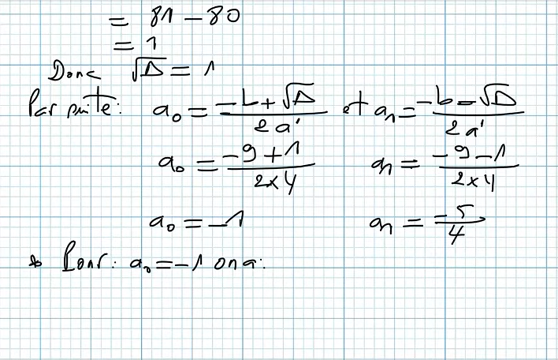 = 81 - 80
= 1
Donc √Δ = 1
Par suite: a₀ = (-b + √Δ)/(2a') et a₁ = (-b - √Δ)/(2a')
a₀ = (-9 + 1)/(2×4) a₁ = (-9 - 1)/(2×4)
a₀ = -1 a₁ = -5/4
* Pour: a₀ = -1 on a: